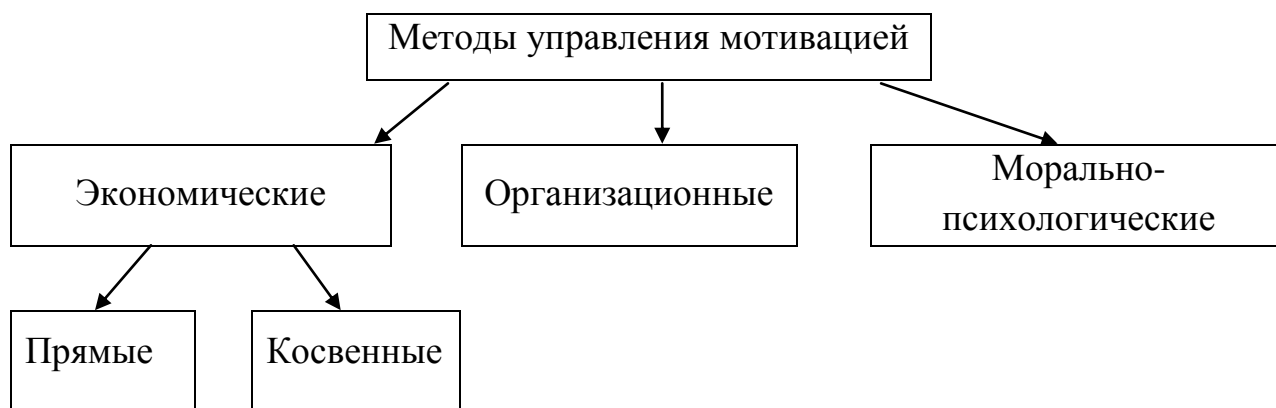 Методы управления мотивацией
Экономические
Организационные
Морально-
психологические
Прямые
Косвенные